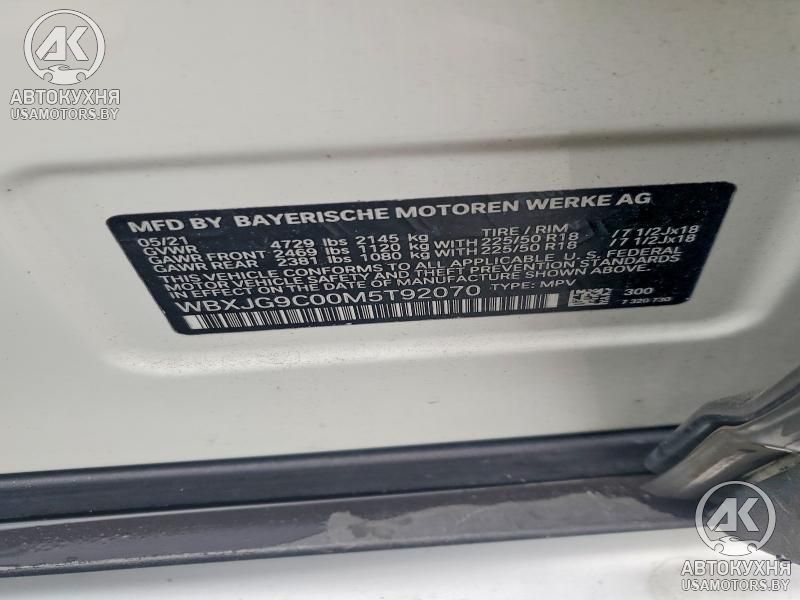 АК
АВТОКУХНЯ
USAMOTORS.BY
MFD BY BAYERISCHE MOTOREN WERKE AG
05/21 TIRE / RIM
GVWR 4729 lbs 2145 kg
GAWR FRONT: 2469 lbs 1120 kg WITH 225/50 R18 /7 1/2Jx18
GAWR REAR: 2381 lbs 1080 kg WITH 225/50 R18 /7 1/2Jx18
THIS VEHICLE CONFORMS TO ALL APPLICABLE U. S. FEDERAL
MOTOR VEHICLE SAFETY AND THEFT PREVENTION STANDARDS
IN EFFECT ON THE DATE OF MANUFACTURE SHOWN ABOVE.
WBXJG9C00M5T92070 TYPE: MPV
300
7 320 730
АК
АВТОКУХНЯ
USAMOTORS.BY